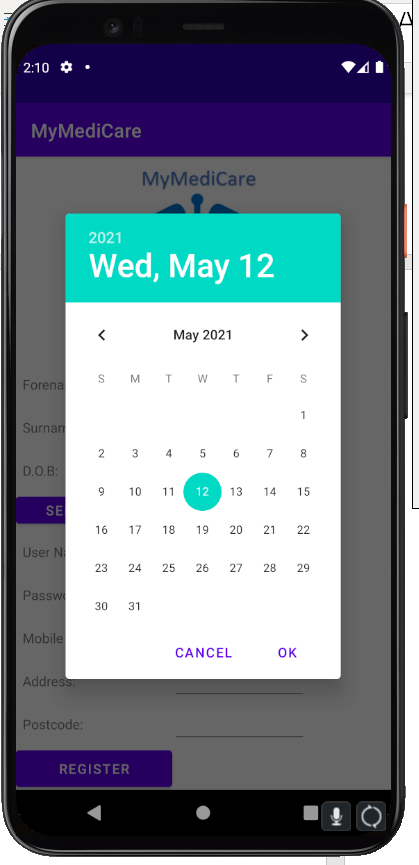 2:10
MyMediCare
MyMediCare
2021
Wed, May 12
May 2021
S M T W T F S
1
2 3 4 5 6 7 8
9 10 11 12 13 14 15
16 17 18 19 20 21 22
23 24 25 26 27 28 29
30 31
CANCEL OK
Forena
Surnam
D.O.B:
SE
User Na
Passwo
Mobile
Address:
Postcode:
REGISTER